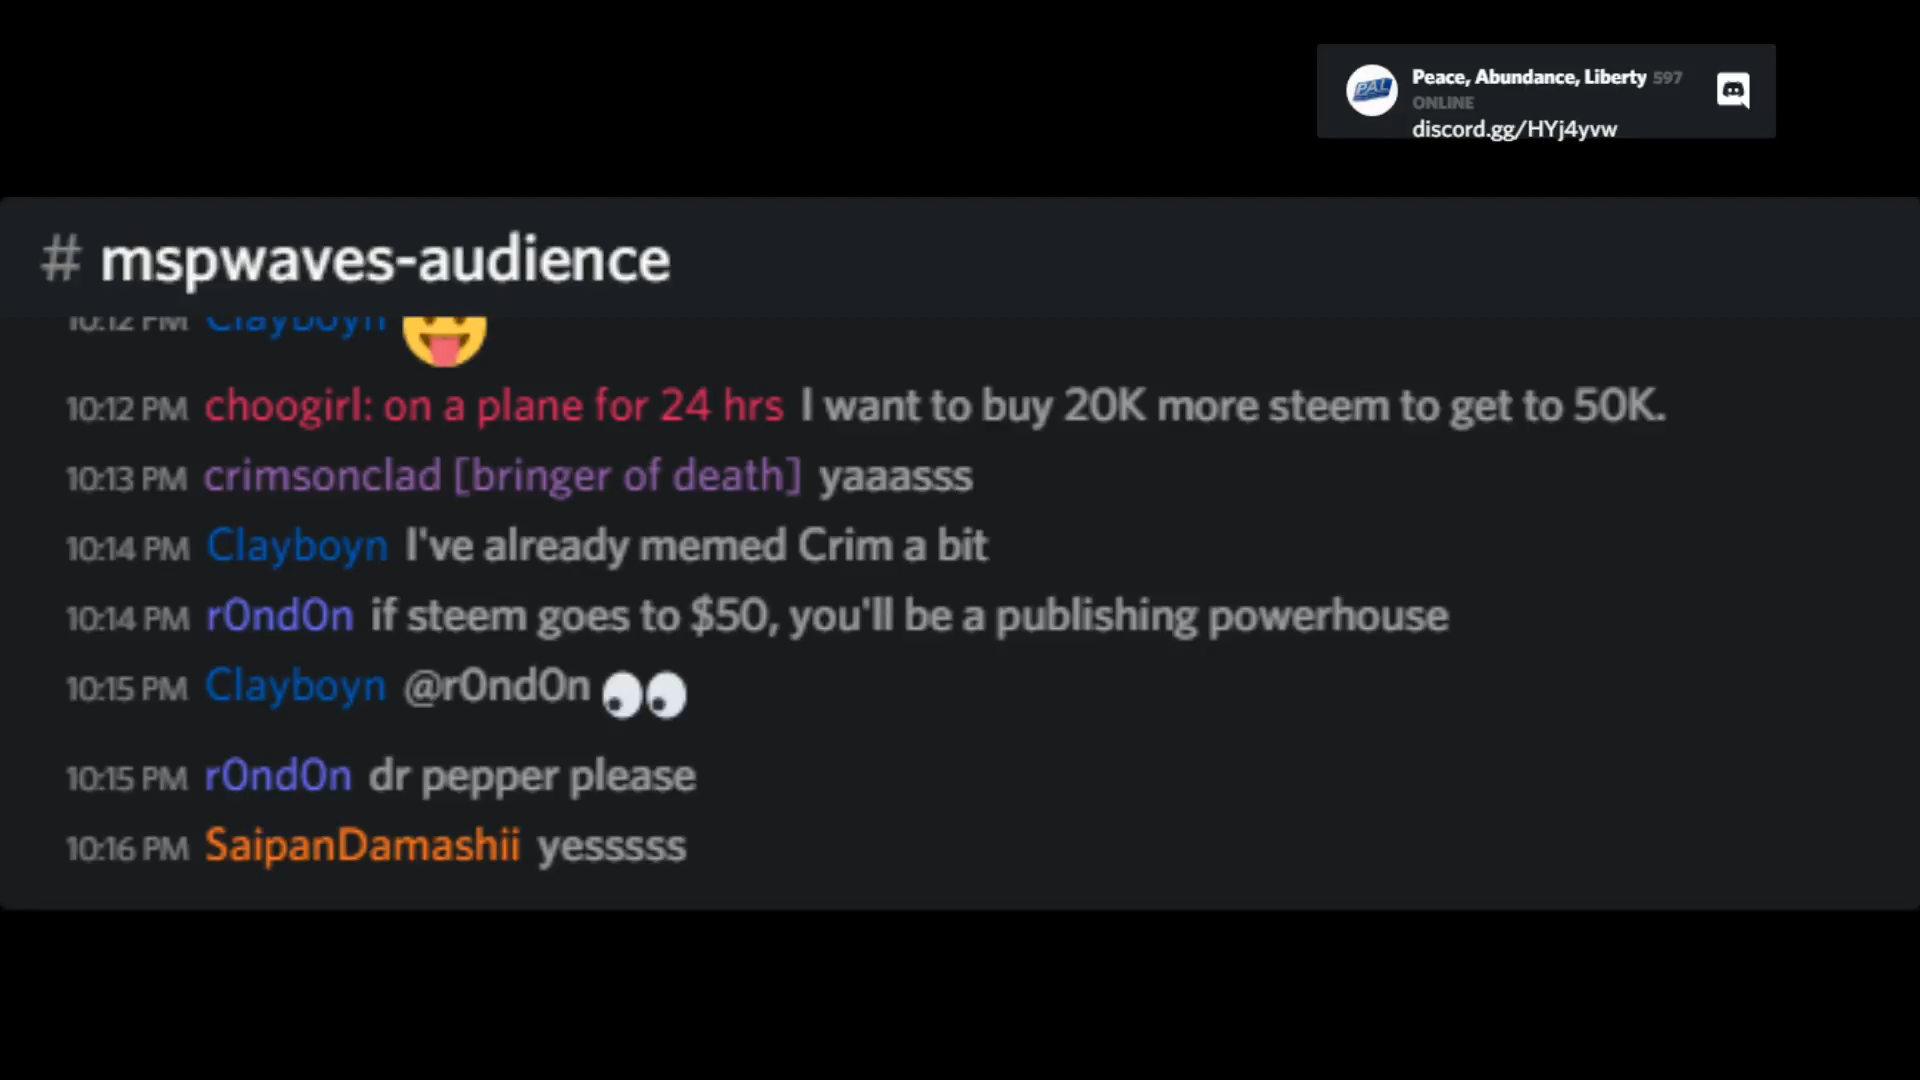 PAL
Peace, Abundance, Liberty 597
ONLINE
discord.gg/HYj4yvw
# mspwaves-audience
10:12 PM Clayboyn
10:12 PM choogirl: on a plane for 24 hrs I want to buy 20K more steem to get to 50K.
10:13 PM crimsonclad [bringer of death] yaaasss
10:14 PM Clayboyn I've already memed Crim a bit
10:14 PM r0nd0n if steem goes to $50, you'll be a publishing powerhouse
10:15 PM Clayboyn @r0nd0n 👀
10:15 PM r0nd0n dr pepper please
10:16 PM SaipanDamashii yesssss